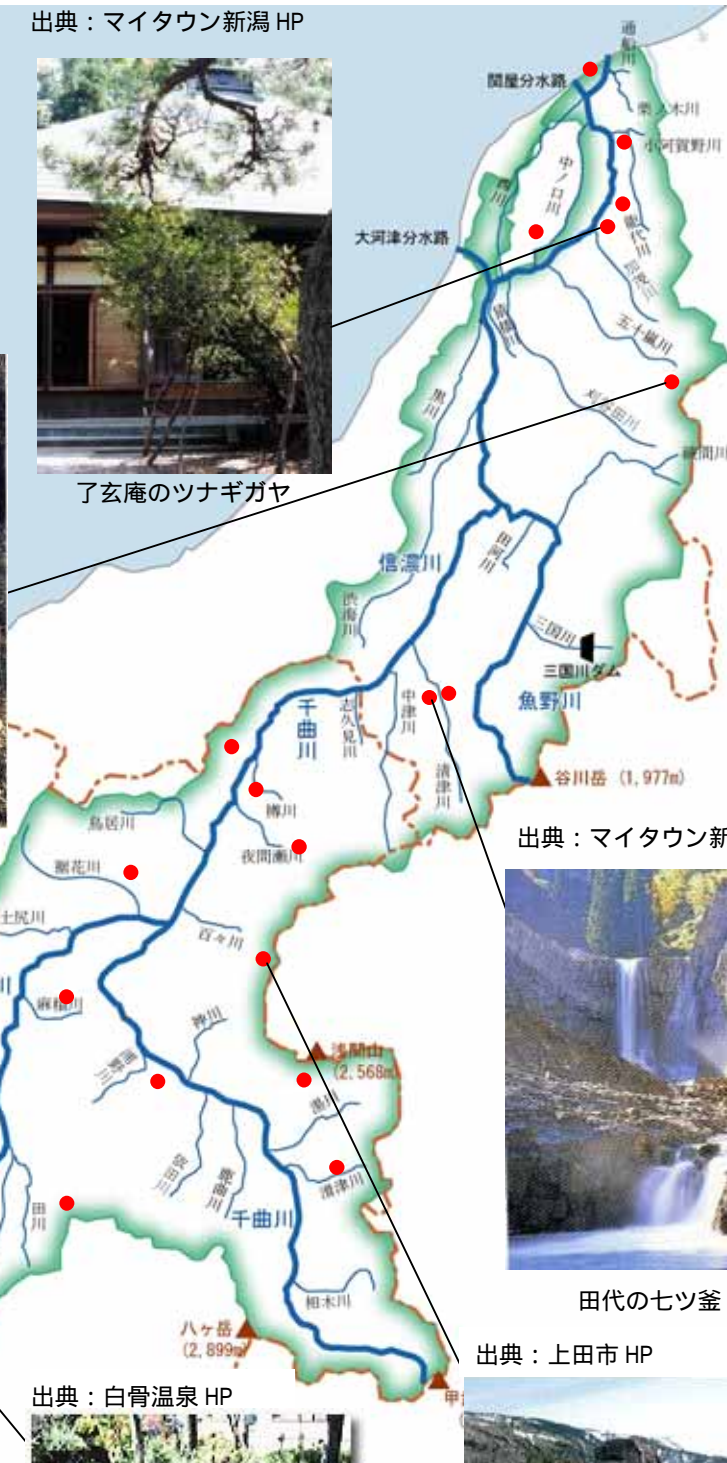 出典：マイタウン新潟 HP
通船川
関屋分水路
栗ノ木川
小阿賀野川
西川
中ノ口川
能代川
大河津分水路
五十嵐川
黒川
刈谷田川
破間川
信濃川
田河川
渋海川
三国川
三国川ダム
魚野川
了玄庵のツナギガヤ
千曲川
志久見川
中津川
清津川
谷川岳 (1,977m)
樽川
鳥居川
夜間瀬川
裾花川
土尻川
百々川
出典：マイタウン新
川
麻績川
神川
浅間山
(2,568m)
湯川
依田川
鹿曲川
滑津川
田川
千曲川
相木川
田代の七ツ釜
八ヶ岳
(2,899m)
出典：上田市 HP
出典：白骨温泉 HP
甲